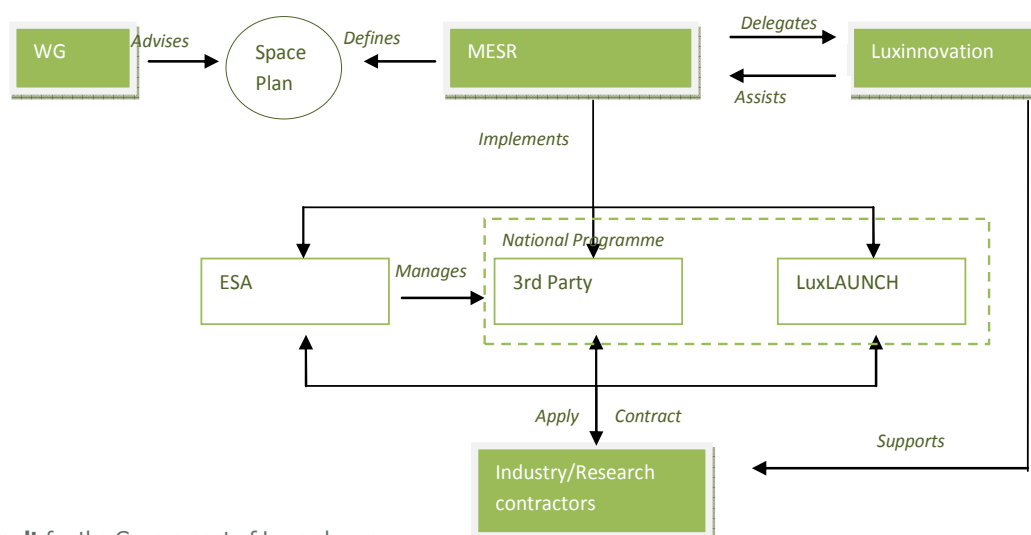 WG
Advises
Space
Plan
Defines
MESR
Delegates
Assists
Luxinnovation
Implements
National Programme
ESA
Manages
3rd Party
LuxLAUNCH
Apply
Contract
Supports
Industry/Research
contractors